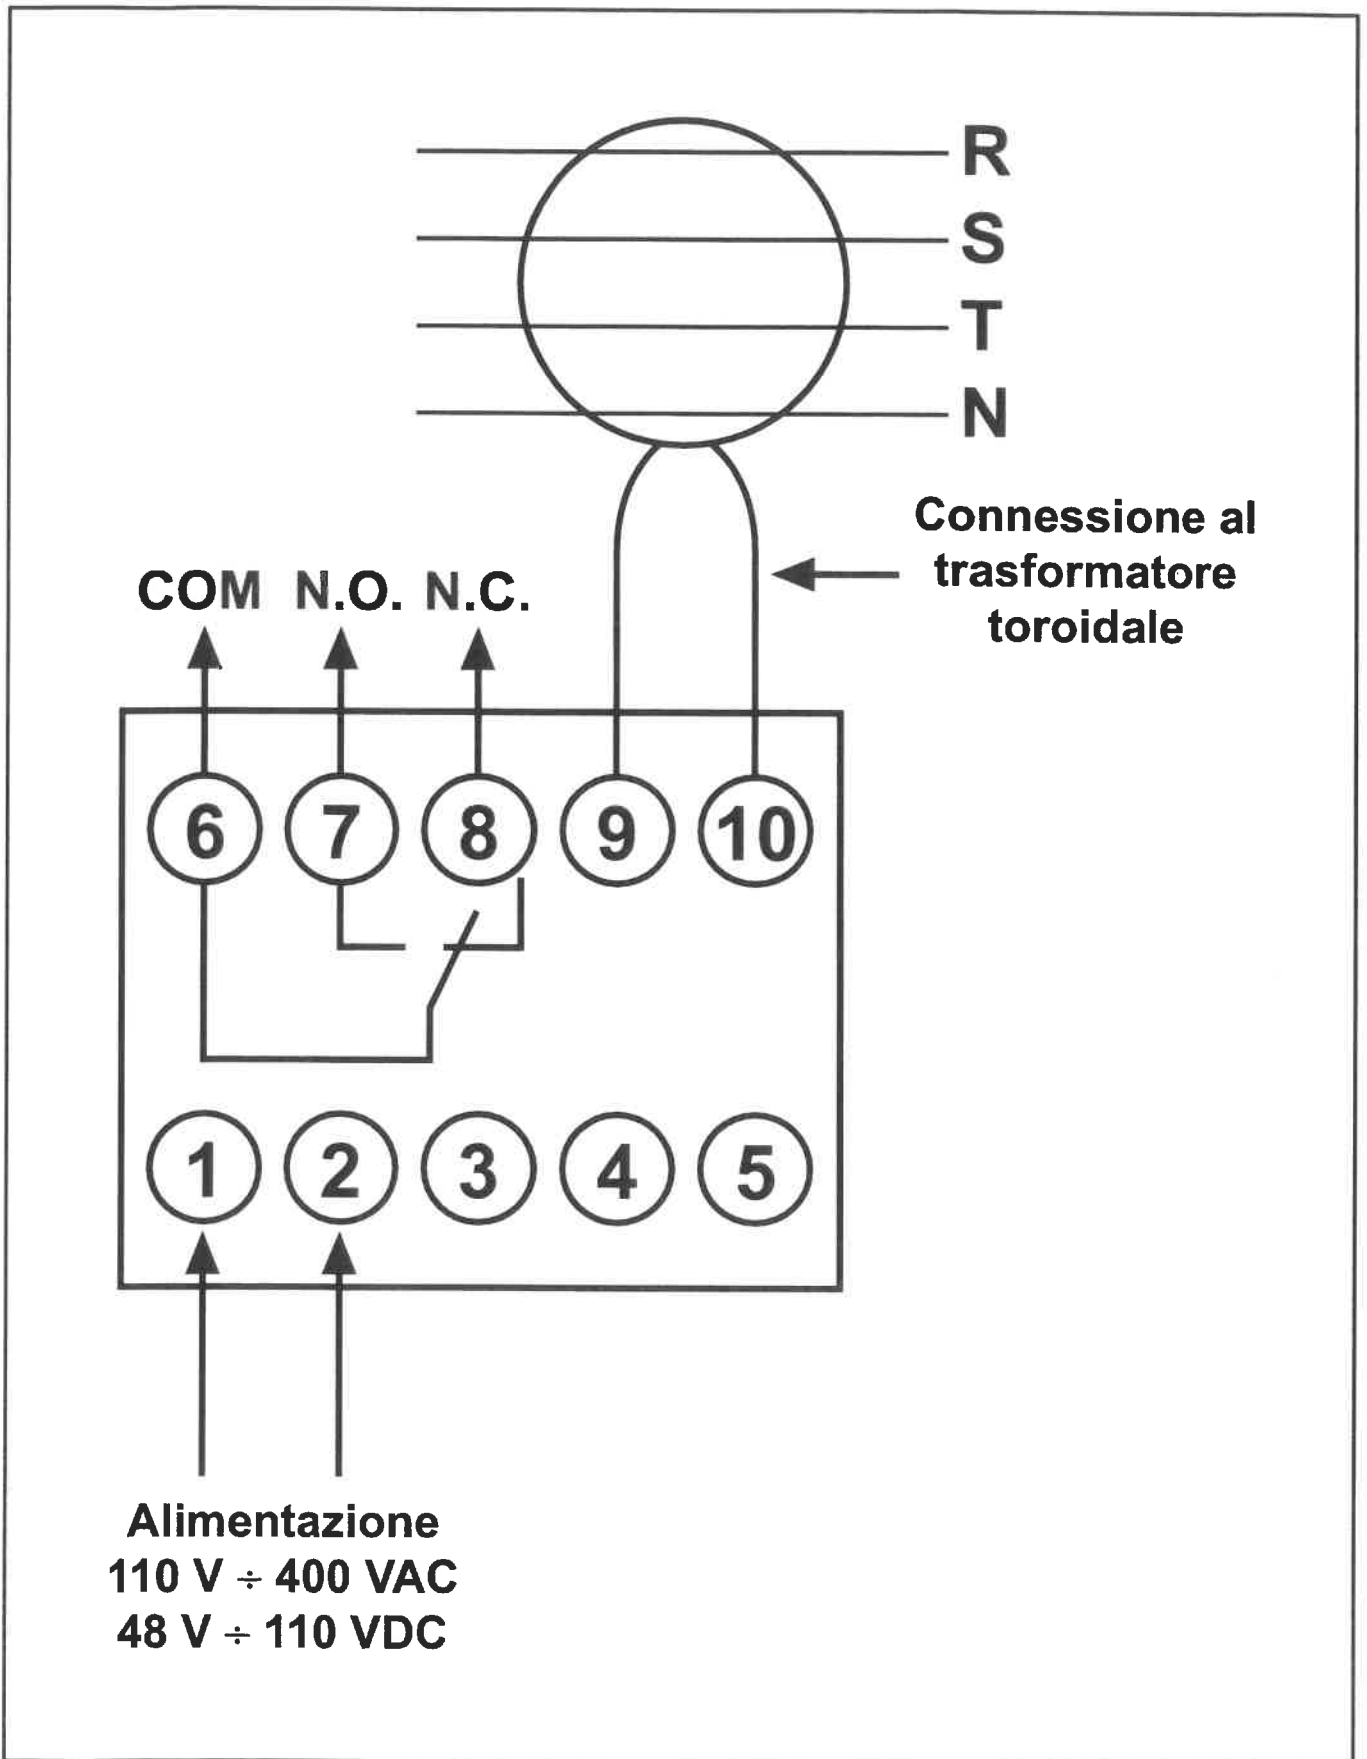 R
S
T
N
Connessione al
trasformatore
toroidale
COM N.O. N.C.
6 7 8 9 10
1 2 3 4 5
Alimentazione
110 V ÷ 400 VAC
48 V ÷ 110 VDC